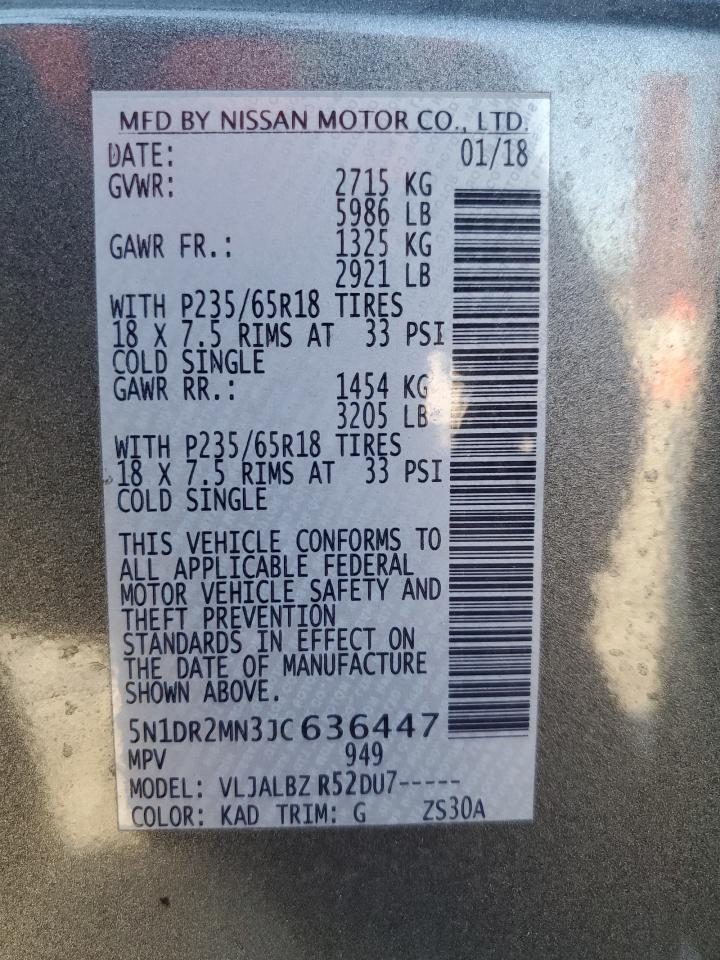 MFD BY NISSAN MOTOR CO., LTD.
DATE: 01/18
GVWR: 2715 KG
5986 LB
GAWR FR.: 1325 KG
2921 LB
WITH P235/65R18 TIRES
18 X 7.5 RIMS AT 33 PSI
COLD SINGLE
GAWR RR.: 1454 KG
3205 LB
WITH P235/65R18 TIRES
18 X 7.5 RIMS AT 33 PSI
COLD SINGLE
THIS VEHICLE CONFORMS TO
ALL APPLICABLE FEDERAL
MOTOR VEHICLE SAFETY AND
THEFT PREVENTION
STANDARDS IN EFFECT ON
THE DATE OF MANUFACTURE
SHOWN ABOVE.
5N1DR2MN3JC636447
MPV 949
MODEL: VLJALBZ R52DU7-----
COLOR: KAD TRIM: G ZS30A